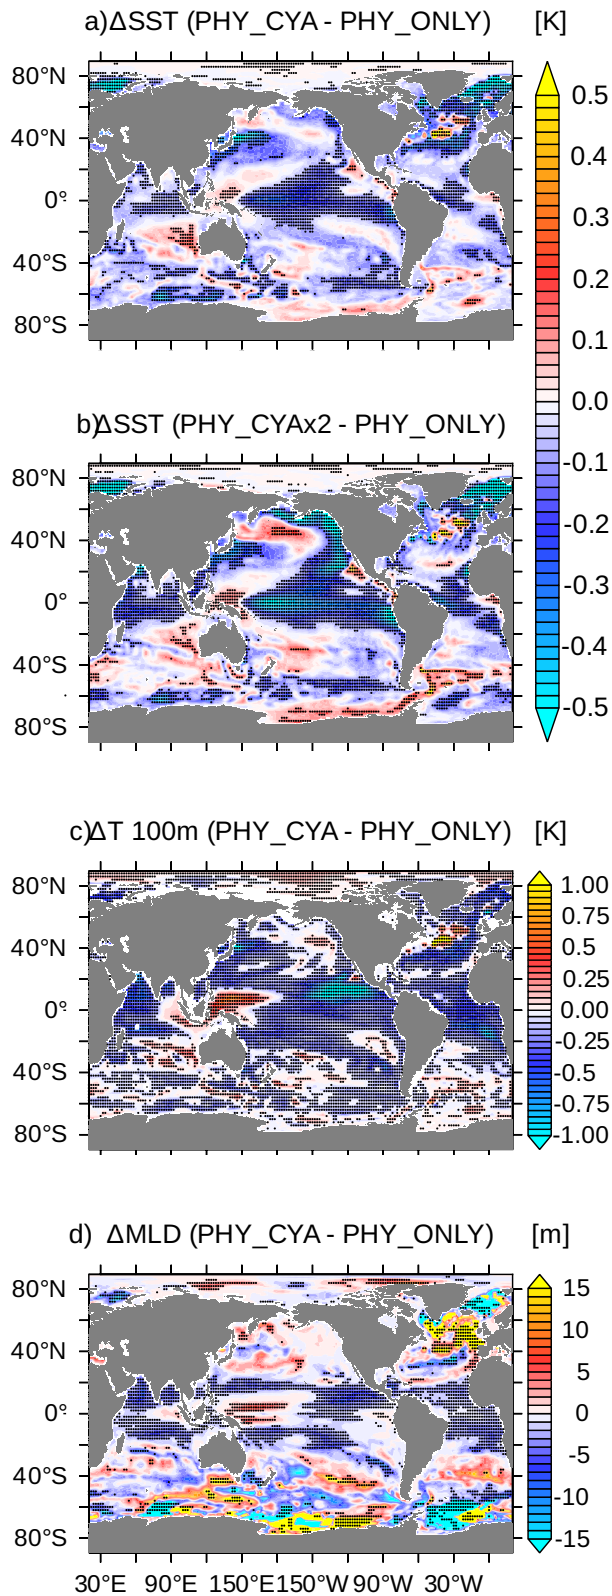 a)ΔSST (PHY_CYA - PHY_ONLY) [K]
80°N
40°N
0°
40°S
80°S
0.5
0.4
0.3
0.2
0.1
0.0
-0.1
-0.2
-0.3
-0.4
-0.5
b)ΔSST (PHY_CYAx2 - PHY_ONLY)
80°N
40°N
0°
40°S
80°S
c)ΔT 100m (PHY_CYA - PHY_ONLY) [K]
80°N
40°N
0°
40°S
80°S
1.00
0.75
0.5
0.25
0.00
-0.25
-0.5
-0.75
-1.00
d) ΔMLD (PHY_CYA - PHY_ONLY) [m]
80°N
40°N
0°
40°S
80°S
15
10
5
0
-5
-10
-15
30°E 90°E 150°E 150°W 90°W 30°W